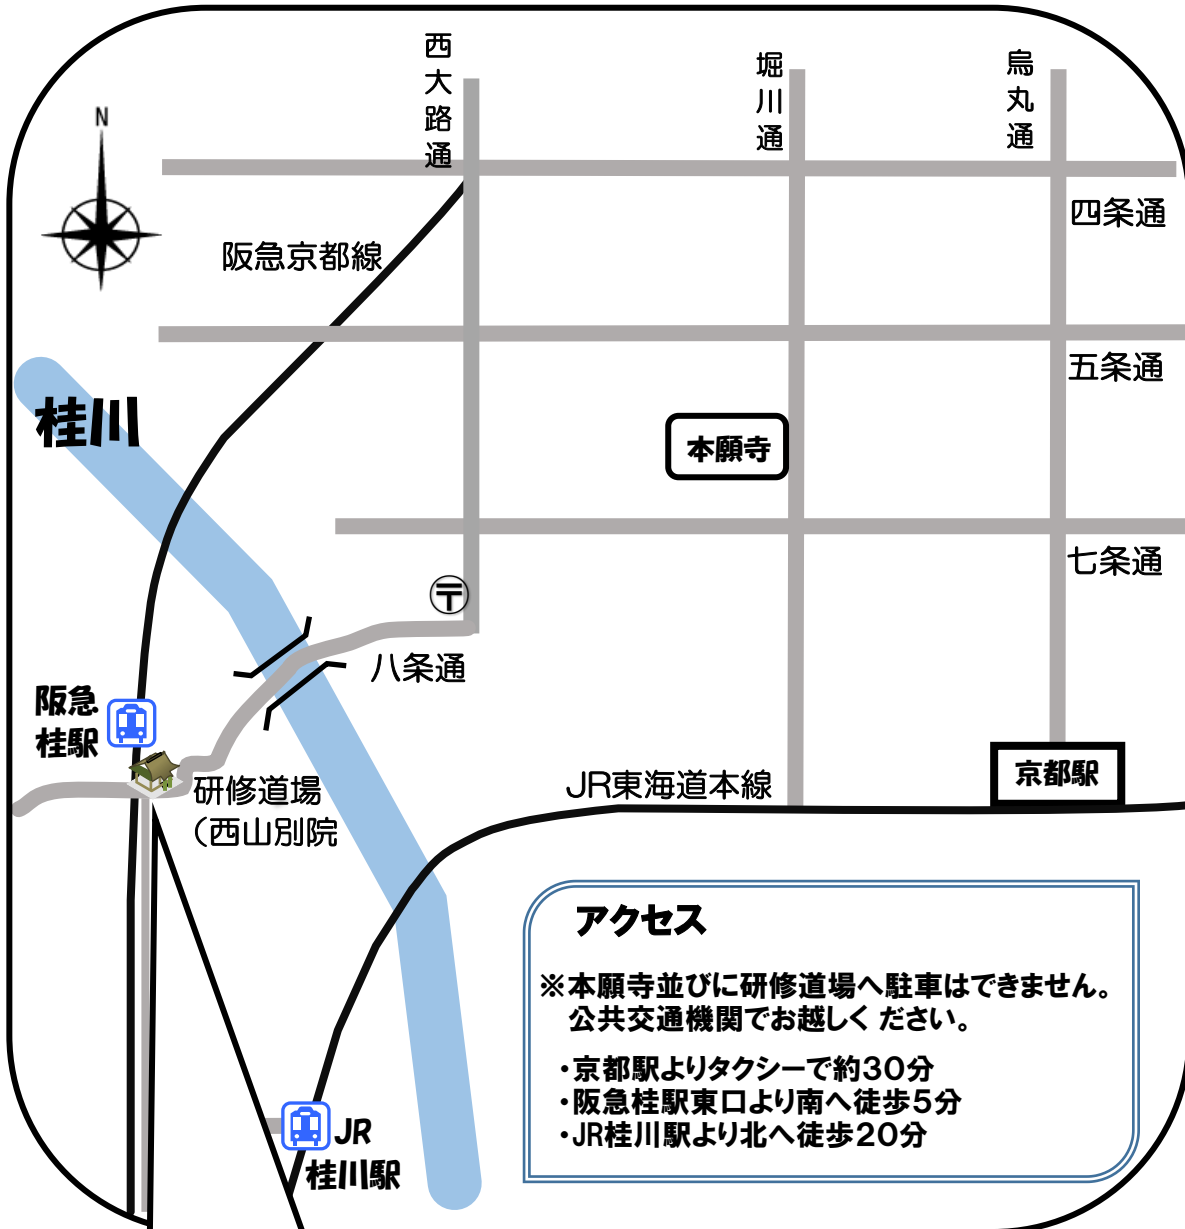 西大路通
堀川通
烏丸通
N
四条通
阪急京都線
五条通
桂川
本願寺
七条通
〒
八条通
阪急
桂駅
京都駅
JR東海道本線
研修道場
（西山別院
アクセス
※本願寺並びに研修道場へ駐車はできません。
公共交通機関でお越しください。
・京都駅よりタクシーで約30分
・阪急桂駅東口より南へ徒歩5分
・JR桂川駅より北へ徒歩20分
JR
桂川駅